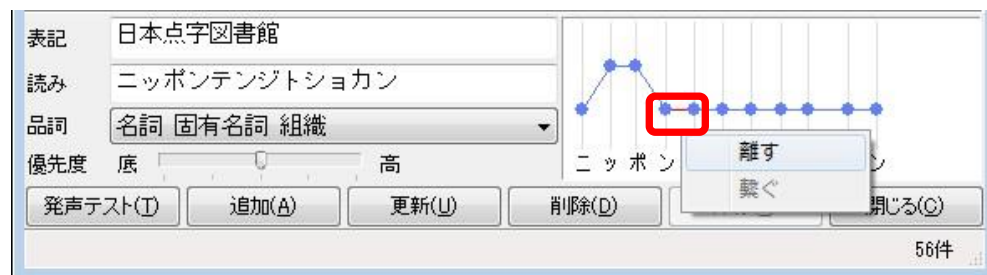 表記 日本点字図書館
読み ニッポンテンジトショカン
品詞 名詞 固有名詞 組織
優先度 底 高
ニ ッ ポ ン ン
離す
繋ぐ
発声テスト(T) 追加(A) 更新(U) 削除(D) 閉じる(C)
56件